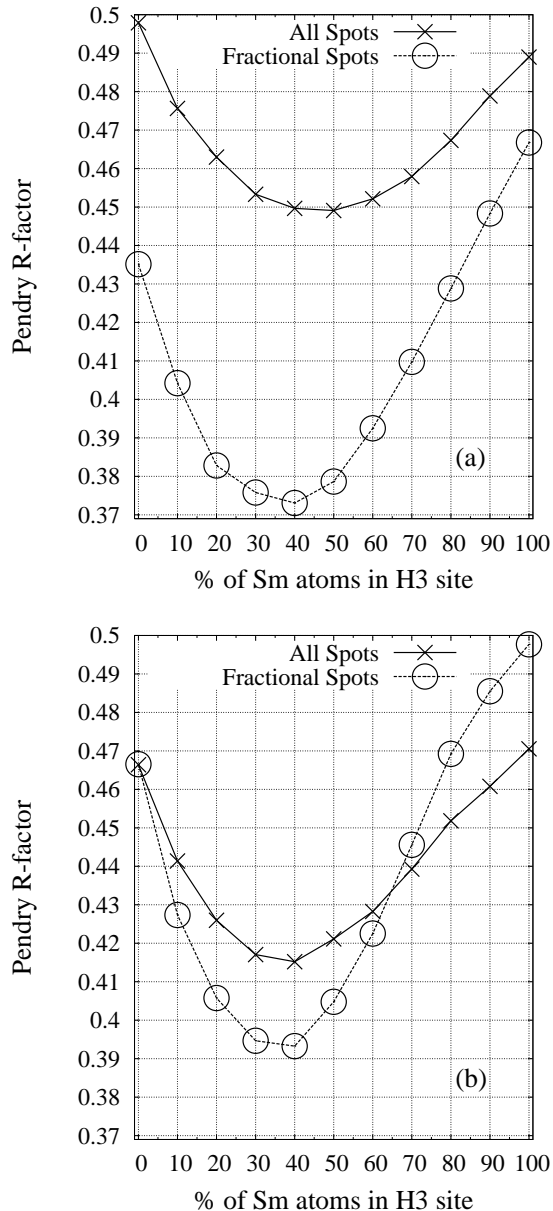 0.5
0.49
0.48
0.47
0.46
0.45
0.44
0.43
0.42
0.41
0.4
0.39
0.38
0.37
Pendry R-factor
All Spots
Fractional Spots
(a)
0 10 20 30 40 50 60 70 80 90 100
% of Sm atoms in H3 site
0.5
0.49
0.48
0.47
0.46
0.45
0.44
0.43
0.42
0.41
0.4
0.39
0.38
0.37
Pendry R-factor
All Spots
Fractional Spots
(b)
0 10 20 30 40 50 60 70 80 90 100
% of Sm atoms in H3 site